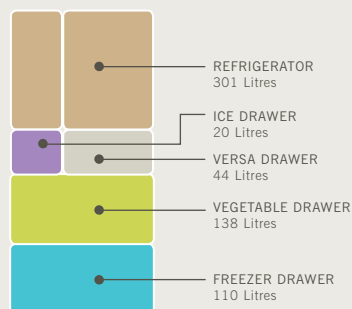 REFRIGERATOR
301 Litres
ICE DRAWER
20 Litres
VERSA DRAWER
44 Litres
VEGETABLE DRAWER
138 Litres
FREEZER DRAWER
110 Litres